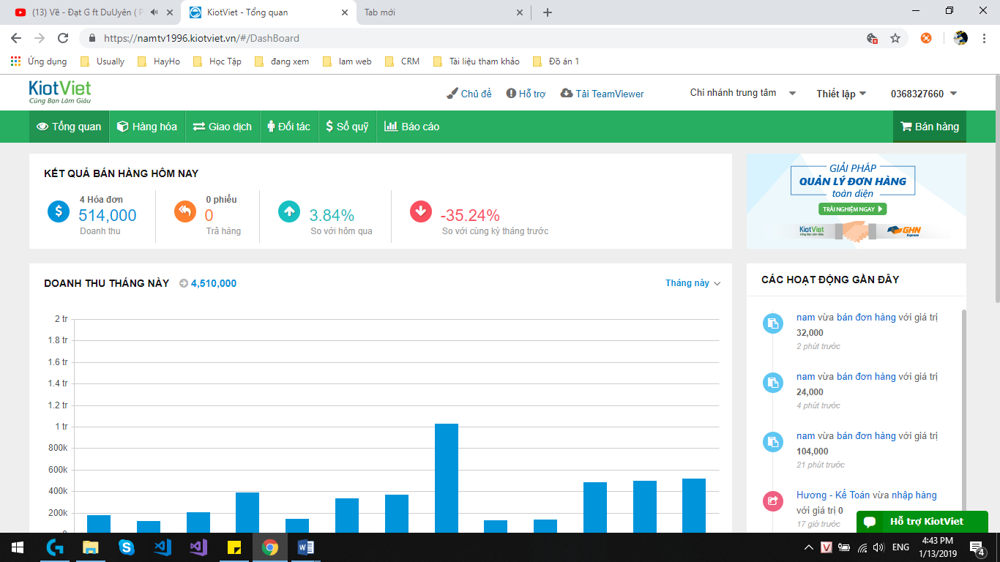 (13) Về - Đạt G ft DuUyên ( P
KiotViet - Tổng quan
Tab mới
https://namtv1996.kiotviet.vn/#/DashBoard
Ứng dụng
Usually
HayHo
Học Tập
đang xem
lam web
CRM
Tài liệu tham khảo
Đồ án 1
KiotViet
Cùng Bạn Làm Giàu
Chủ đề
Hỗ trợ
Tải TeamViewer
Chi nhánh trung tâm
Thiết lập
0368327660
Tổng quan
Hàng hóa
Giao dịch
Đối tác
Sổ quỹ
Báo cáo
Bán hàng
KẾT QUẢ BÁN HÀNG HÔM NAY
4 Hóa đơn
514,000
Doanh thu
0 phiếu
0
Trả hàng
3.84%
So với hôm qua
-35.24%
So với cùng kỳ tháng trước
GIẢI PHÁP
QUẢN LÝ ĐƠN HÀNG
toàn diện
TRẢI NGHIỆM NGAY
KiotViet
Cùng Bạn Làm Giàu
GHN
Express
DOANH THU THÁNG NÀY
4,510,000
Tháng này
2 tr
1.8 tr
1.6 tr
1.4 tr
1.2 tr
1 tr
800k
600k
400k
200k
0
CÁC HOẠT ĐỘNG GẦN ĐÂY
nam vừa bán đơn hàng với giá trị
32,000
2 phút trước
nam vừa bán đơn hàng với giá trị
24,000
4 phút trước
nam vừa bán đơn hàng với giá trị
104,000
21 phút trước
Hương - Kế Toán vừa nhập hàng
với giá trị 0
17 giờ trước
Hỗ trợ KiotViet
ENG
4:43 PM
1/13/2019
4